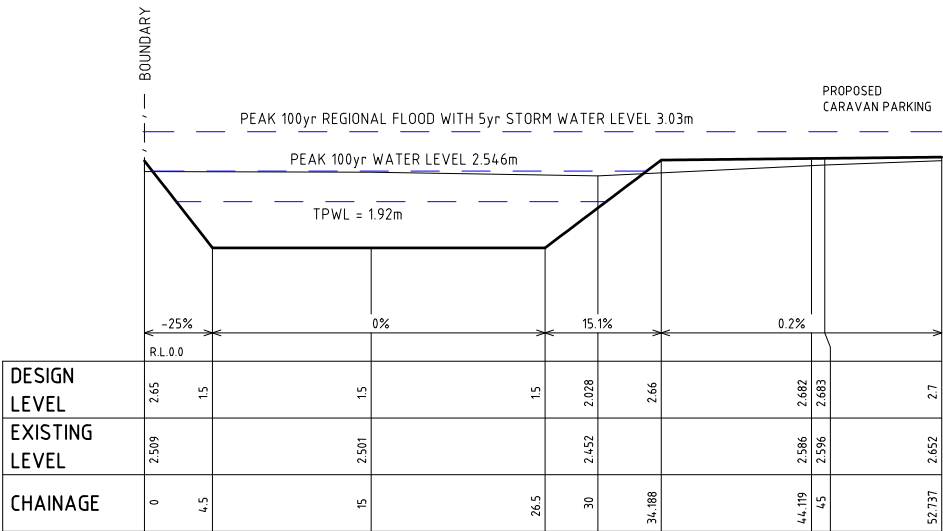 BOUNDARY
PROPOSED
CARAVAN PARKING
PEAK 100yr REGIONAL FLOOD WITH 5yr STORM WATER LEVEL 3.03m
PEAK 100yr WATER LEVEL 2.546m
TPWL = 1.92m
-25% 0% 15.1% 0.2%
R.L.0.0
DESIGN
LEVEL
2.65 1.5 1.5 1.5 2.028 2.66 2.682 2.683 2.7
EXISTING
LEVEL
2.509 2.501 2.452 2.586 2.596 2.652
CHAINAGE
0 4.5 15 26.5 30 34.188 44.119 45 52.737